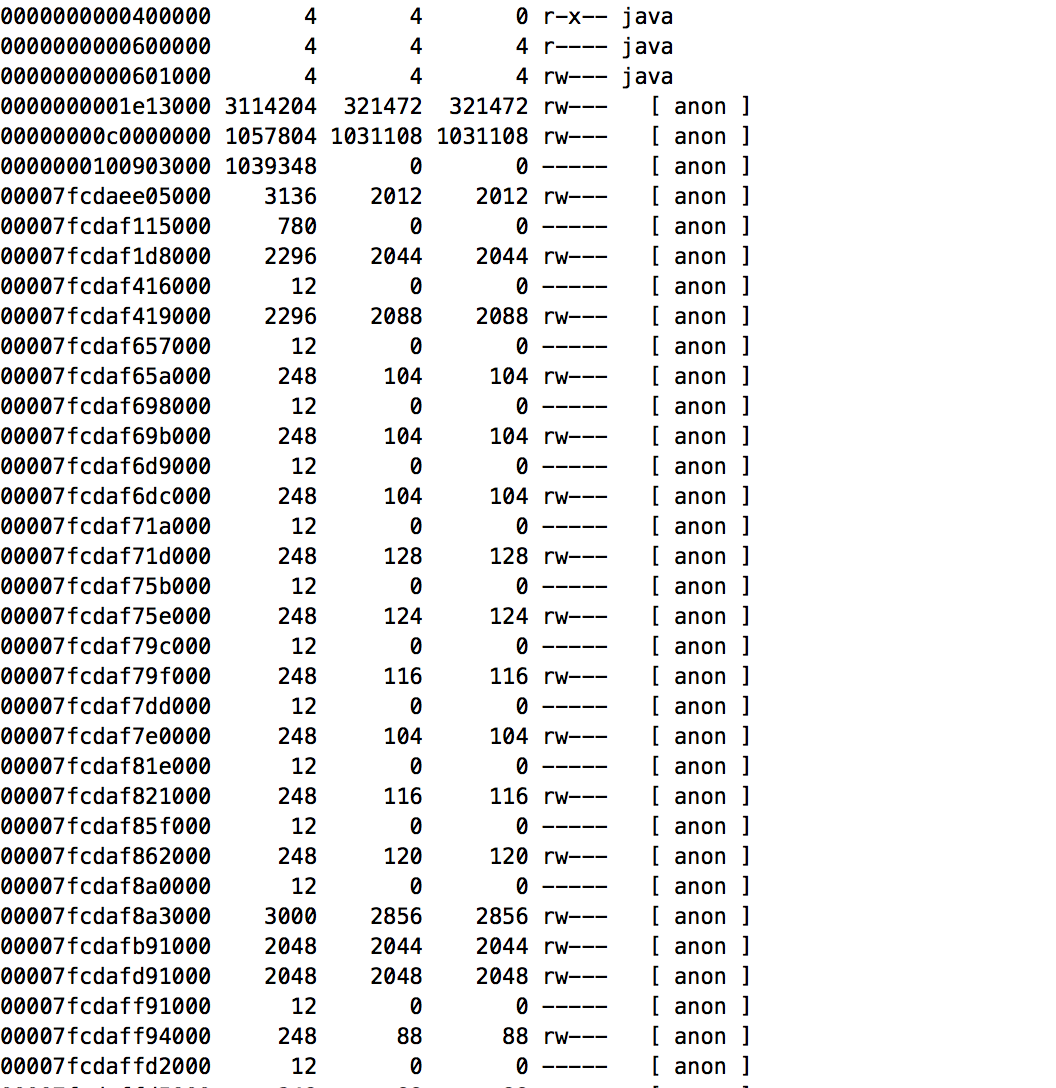 0000000000400000 4 4 0 r-x-- java
0000000000600000 4 4 4 r---- java
0000000000601000 4 4 4 rw--- java
0000000001e13000 3114204 321472 321472 rw--- [ anon ]
00000000c0000000 1057804 1031108 1031108 rw--- [ anon ]
0000000100903000 1039348 0 0 ----- [ anon ]
00007fcdaee05000 3136 2012 2012 rw--- [ anon ]
00007fcdaf115000 780 0 0 ----- [ anon ]
00007fcdaf1d8000 2296 2044 2044 rw--- [ anon ]
00007fcdaf416000 12 0 0 ----- [ anon ]
00007fcdaf419000 2296 2088 2088 rw--- [ anon ]
00007fcdaf657000 12 0 0 ----- [ anon ]
00007fcdaf65a000 248 104 104 rw--- [ anon ]
00007fcdaf698000 12 0 0 ----- [ anon ]
00007fcdaf69b000 248 104 104 rw--- [ anon ]
00007fcdaf6d9000 12 0 0 ----- [ anon ]
00007fcdaf6dc000 248 104 104 rw--- [ anon ]
00007fcdaf71a000 12 0 0 ----- [ anon ]
00007fcdaf71d000 248 128 128 rw--- [ anon ]
00007fcdaf75b000 12 0 0 ----- [ anon ]
00007fcdaf75e000 248 124 124 rw--- [ anon ]
00007fcdaf79c000 12 0 0 ----- [ anon ]
00007fcdaf79f000 248 116 116 rw--- [ anon ]
00007fcdaf7dd000 12 0 0 ----- [ anon ]
00007fcdaf7e0000 248 104 104 rw--- [ anon ]
00007fcdaf81e000 12 0 0 ----- [ anon ]
00007fcdaf821000 248 116 116 rw--- [ anon ]
00007fcdaf85f000 12 0 0 ----- [ anon ]
00007fcdaf862000 248 120 120 rw--- [ anon ]
00007fcdaf8a0000 12 0 0 ----- [ anon ]
00007fcdaf8a3000 3000 2856 2856 rw--- [ anon ]
00007fcdafb91000 2048 2044 2044 rw--- [ anon ]
00007fcdafd91000 2048 2048 2048 rw--- [ anon ]
00007fcdaff91000 12 0 0 ----- [ anon ]
00007fcdaff94000 248 88 88 rw--- [ anon ]
00007fcdaffd2000 12 0 0 ----- [ anon ]